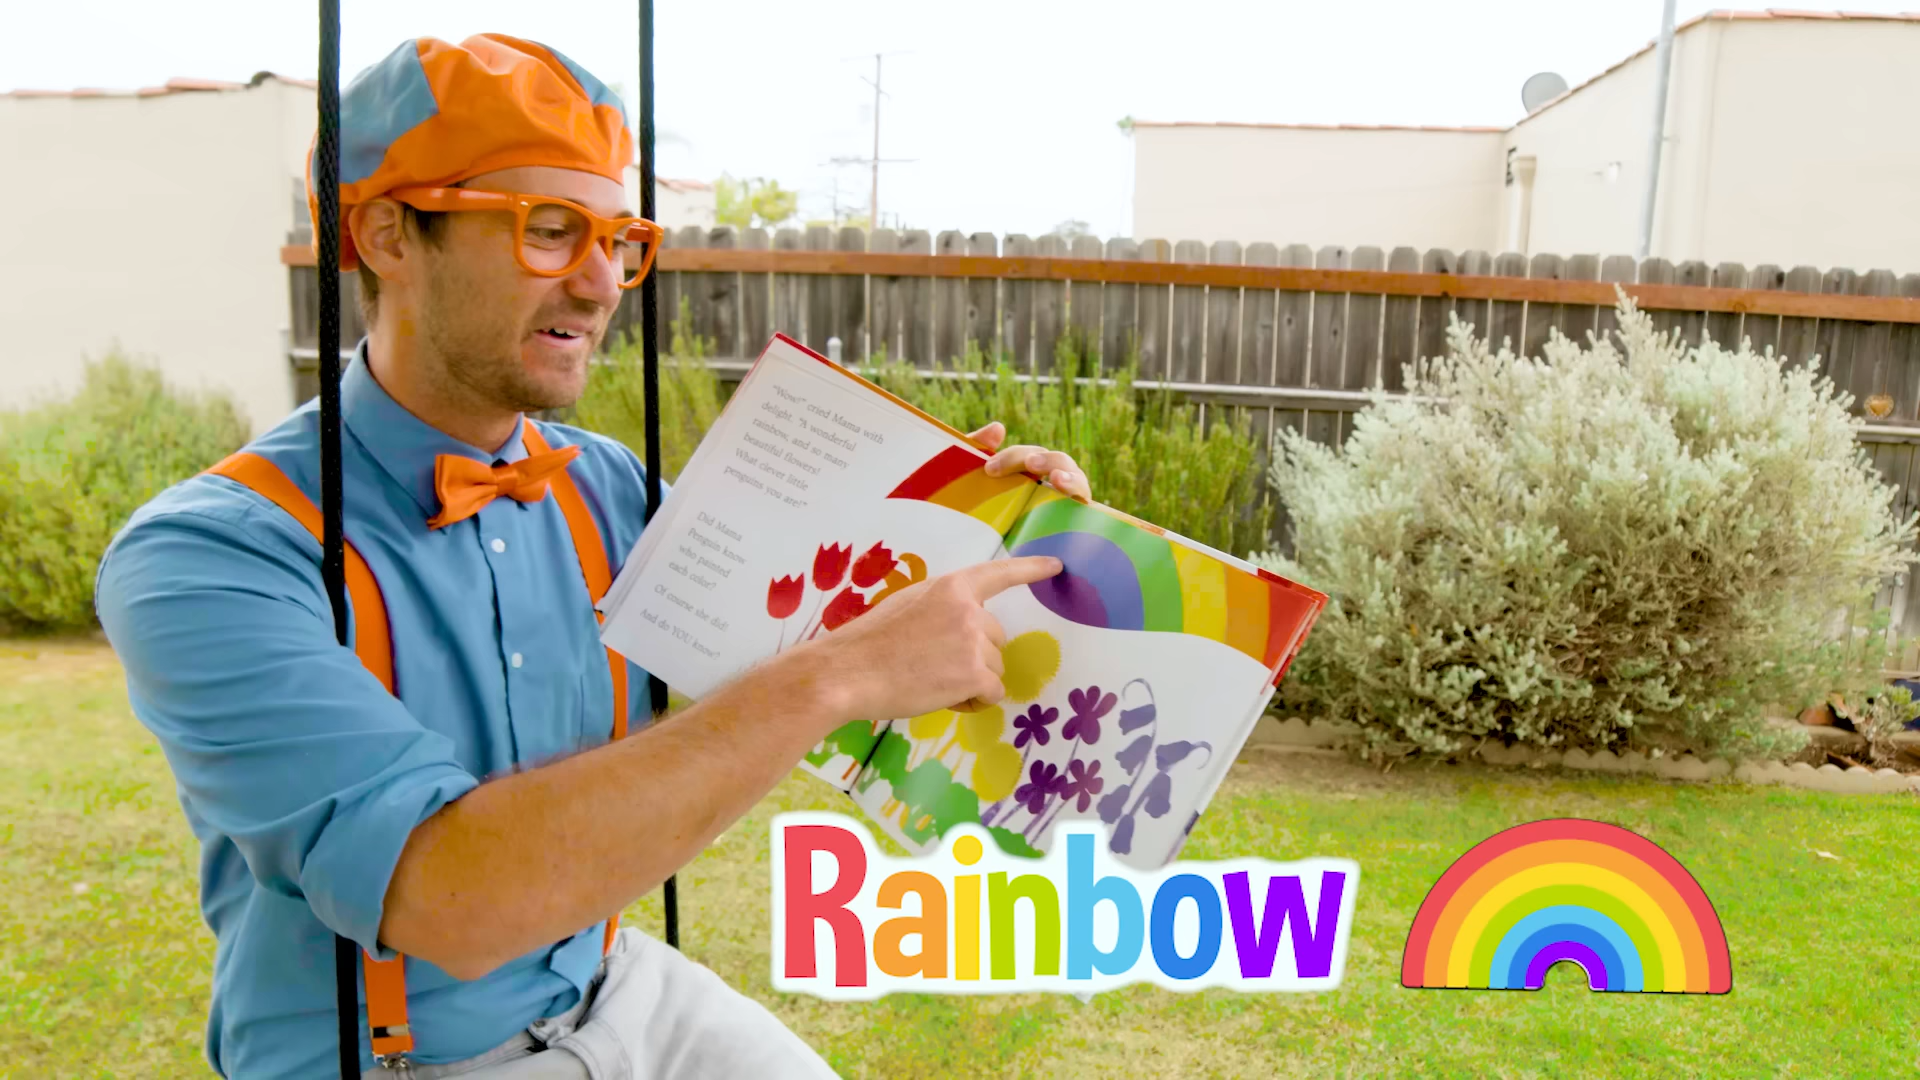 "Wow!" cried Mama with
delight. "A wonderful
rainbow, and so many
beautiful flowers!
What clever little
penguins you are!"
Did Mama
Penguin know
who painted
each color?
Of course she did!
And do YOU know?
Rainbow